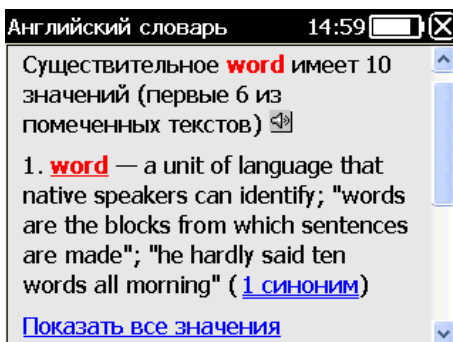 Английский словарь 14:59
Существительное word имеет 10
значений (первые 6 из
помеченных текстов)
1. word — a unit of language that
native speakers can identify; "words
are the blocks from which sentences
are made"; "he hardly said ten
words all morning" ( 1 синоним)
Показать все значения